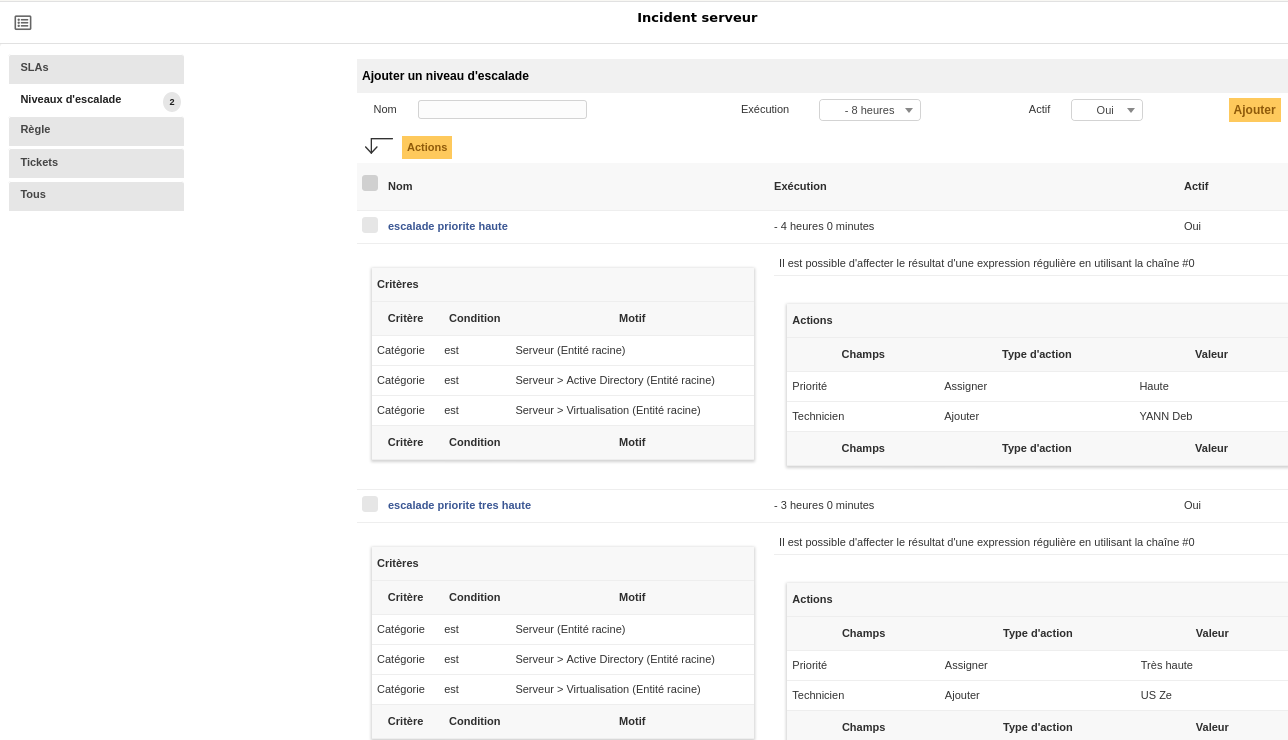 Incident serveur
SLAs
Niveaux d'escalade 2
Règle
Tickets
Tous
Ajouter un niveau d'escalade
Nom Exécution - 8 heures Actif Oui Ajouter
Actions
Nom Exécution Actif
escalade priorite haute - 4 heures 0 minutes Oui
Il est possible d'affecter le résultat d'une expression régulière en utilisant la chaîne #0
Critères
Critère Condition Motif
Catégorie est Serveur (Entité racine)
Catégorie est Serveur > Active Directory (Entité racine)
Catégorie est Serveur > Virtualisation (Entité racine)
Critère Condition Motif
Actions
Champs Type d'action Valeur
Priorité Assigner Haute
Technicien Ajouter YANN Deb
Champs Type d'action Valeur
escalade priorite tres haute - 3 heures 0 minutes Oui
Il est possible d'affecter le résultat d'une expression régulière en utilisant la chaîne #0
Critères
Critère Condition Motif
Catégorie est Serveur (Entité racine)
Catégorie est Serveur > Active Directory (Entité racine)
Catégorie est Serveur > Virtualisation (Entité racine)
Critère Condition Motif
Actions
Champs Type d'action Valeur
Priorité Assigner Très haute
Technicien Ajouter US Ze
Champs Type d'action Valeur